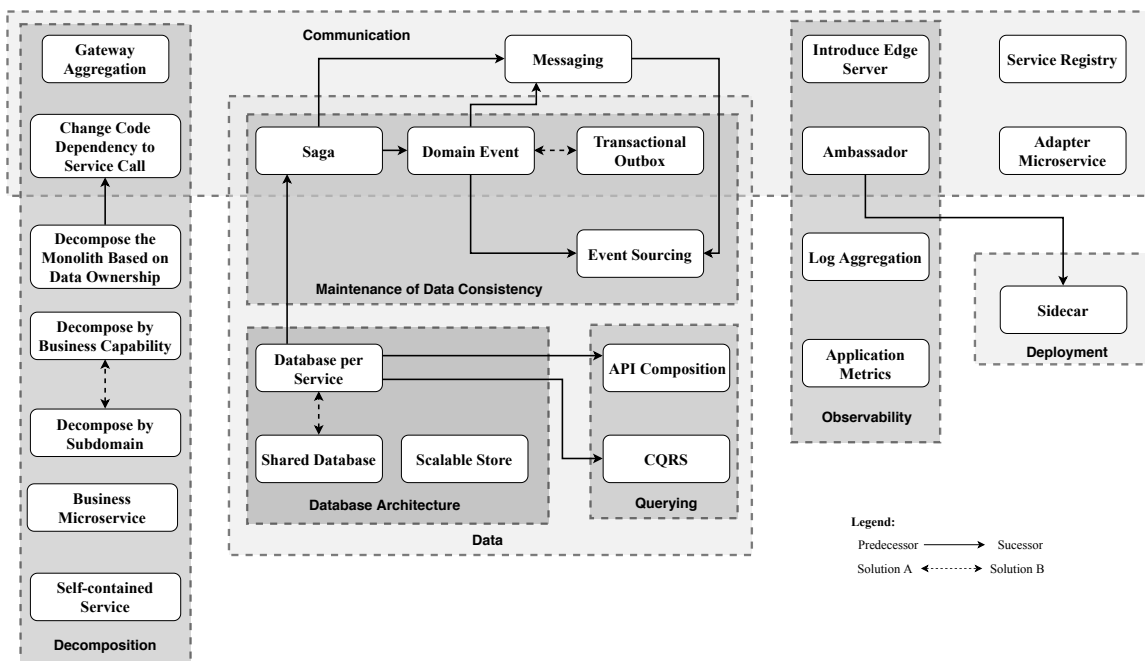 Communication
Gateway
Aggregation
Messaging
Introduce Edge
Server
Service Registry
Change Code
Dependency to
Service Call
Saga
Domain Event
Transactional
Outbox
Ambassador
Adapter
Microservice
Decompose the
Monolith Based on
Data Ownership
Event Sourcing
Log Aggregation
Maintenance of Data Consistency
Sidecar
Deployment
Decompose by
Business Capability
Database per
Service
API Composition
Application
Metrics
Observability
Decompose by
Subdomain
Shared Database
Scalable Store
CQRS
Business
Microservice
Database Architecture
Querying
Data
Legend:
Predecessor
Sucessor
Solution A
Solution B
Self-contained
Service
Decomposition